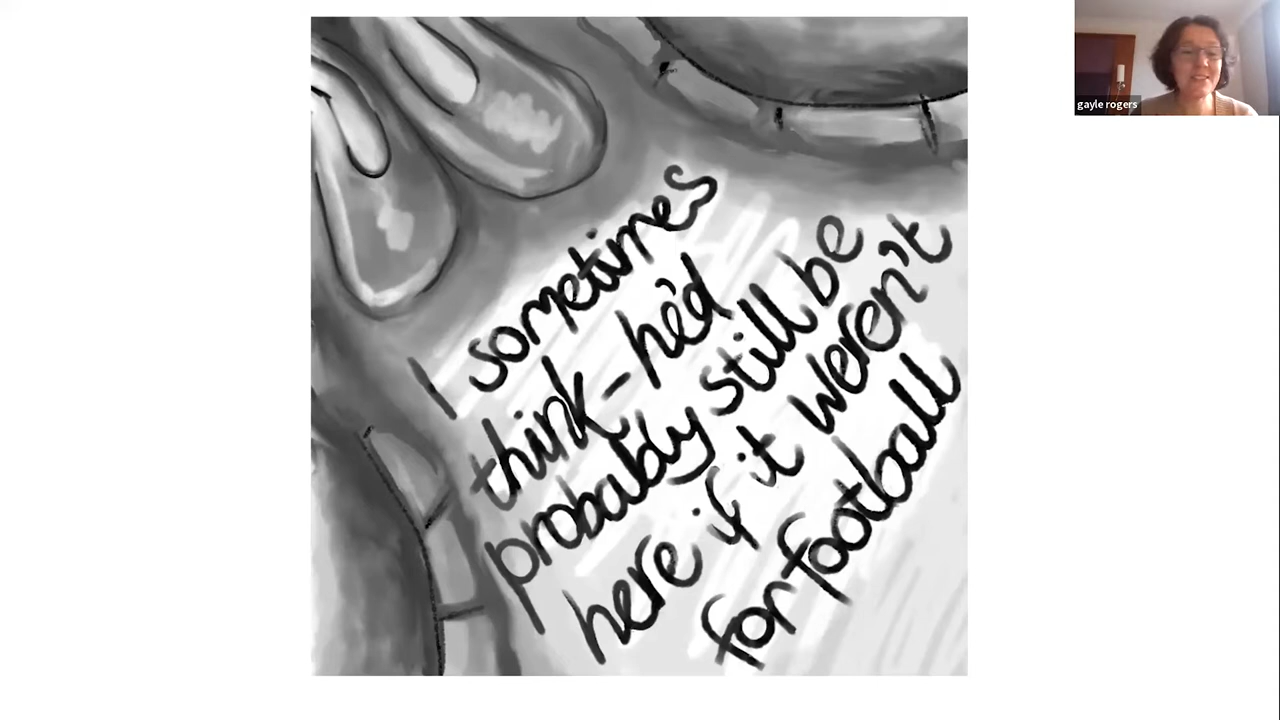 I sometimes
think-he'd
probably still be
here if it weren't
for football
gayle rogers